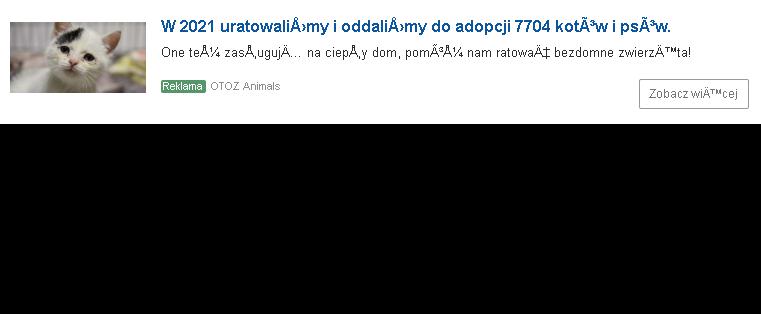 W 2021 uratowaliÅ›my i oddaliÅ›my do adopcji 7704 kotÃ³w i psÃ³w.
One teÅ¼ zasÅ‚ugujÄ… na ciepÅ‚y dom, pomÃ³Å¼ nam ratowaÄ‡ bezdomne zwierzÄ™ta!
Reklama OTOZ Animals
Zobacz wiÄ™cej